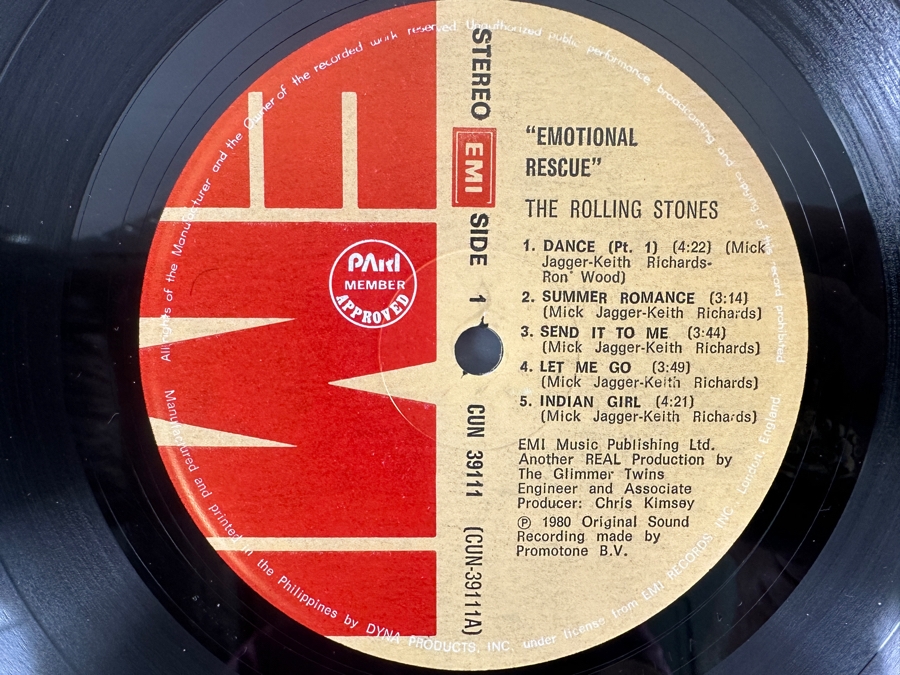 All rights of the Manufacturer and the Owner of the recorded work reserved. Unauthorized public performance, broadcasting and copying of this record prohibited
STEREO
EMI
SIDE 1
CUN 39111 (CUN-39111A)
PARI
MEMBER
APPROVED
“EMOTIONAL
RESCUE”
THE ROLLING STONES
1. DANCE (Pt. 1) (4:22) (Mick
Jagger-Keith Richards-
Ron Wood)
2. SUMMER ROMANCE (3:14)
(Mick Jagger-Keith Richards)
3. SEND IT TO ME (3:44)
(Mick Jagger-Keith Richards)
4. LET ME GO (3:49)
(Mick Jagger-Keith Richards)
5. INDIAN GIRL (4:21)
(Mick Jagger-Keith Richards)
EMI Music Publishing Ltd.
Another REAL Production by
The Glimmer Twins
Engineer and Associate
Producer: Chris Kimsey
℗ 1980 Original Sound
Recording made by
Promotone B.V.
Manufactured and printed in the Philippines by DYNA PRODUCTS, INC. under license from EMI RECORDS INC. London, England